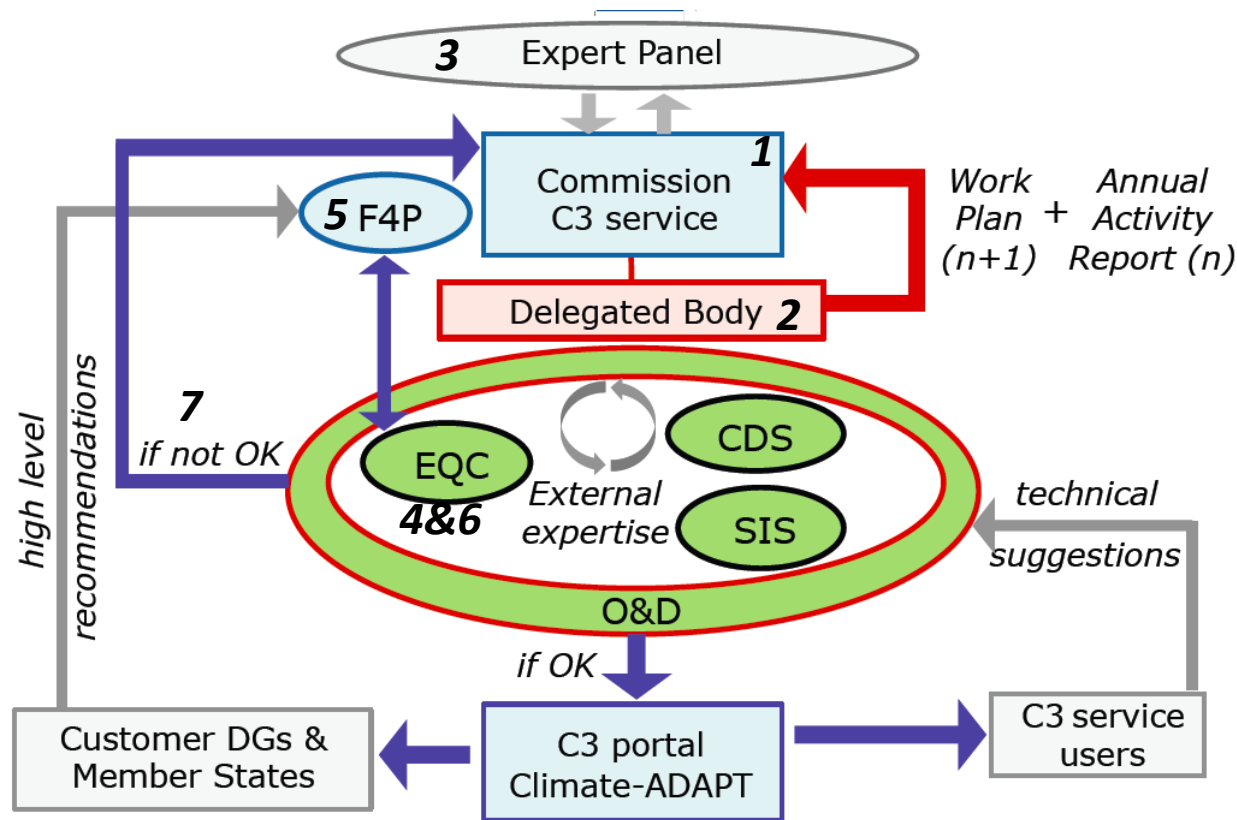 3 Expert Panel
1
Commission
C3 service
5 F4P
Work
Plan
(n+1)
+
Annual
Activity
Report (n)
Delegated Body 2
high level
recommendations
7
if not OK
EQC
4&6
External
expertise
CDS
SIS
O&D
technical
suggestions
if OK
Customer DGs &
Member States
C3 portal
Climate-ADAPT
C3 service
users